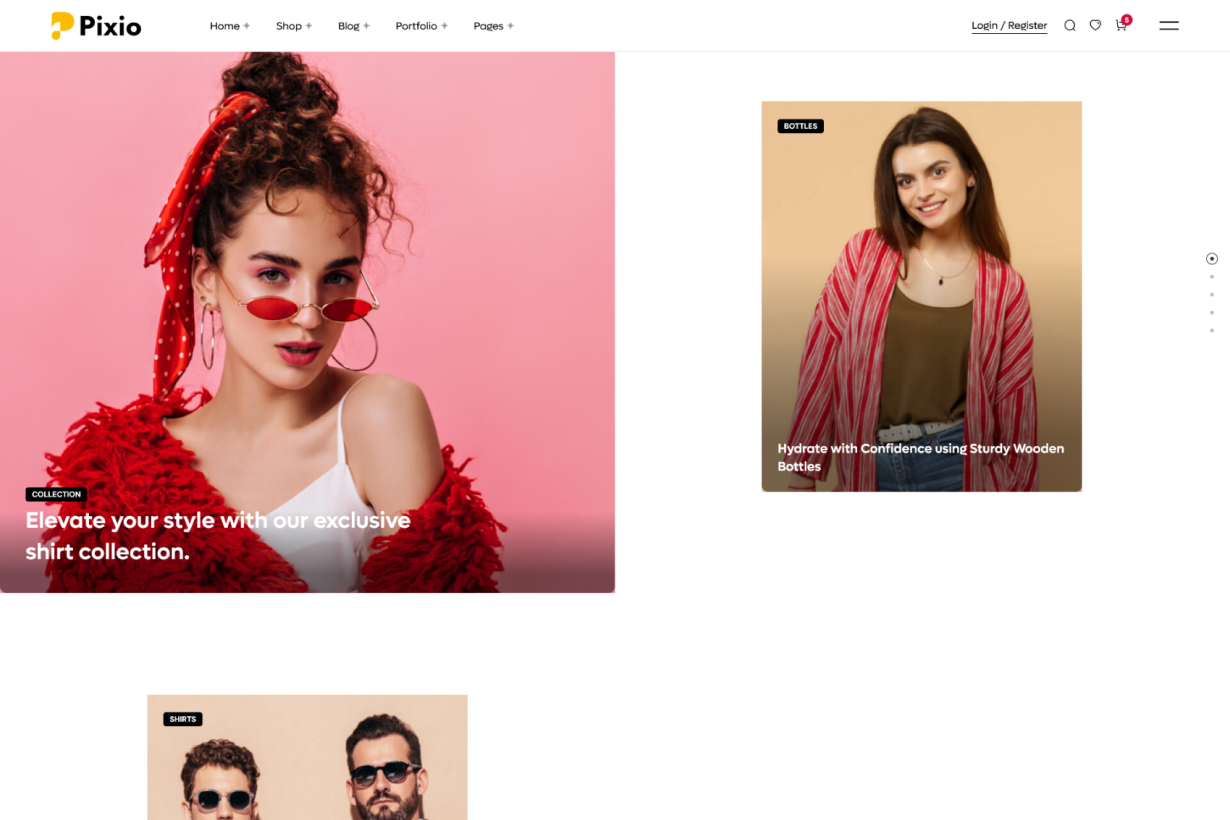 Pixio
Home +
Shop +
Blog +
Portfolio +
Pages +
Login / Register
5
COLLECTION
Elevate your style with our exclusive
shirt collection.
BOTTLES
Hydrate with Confidence using Sturdy Wooden
Bottles
SHIRTS